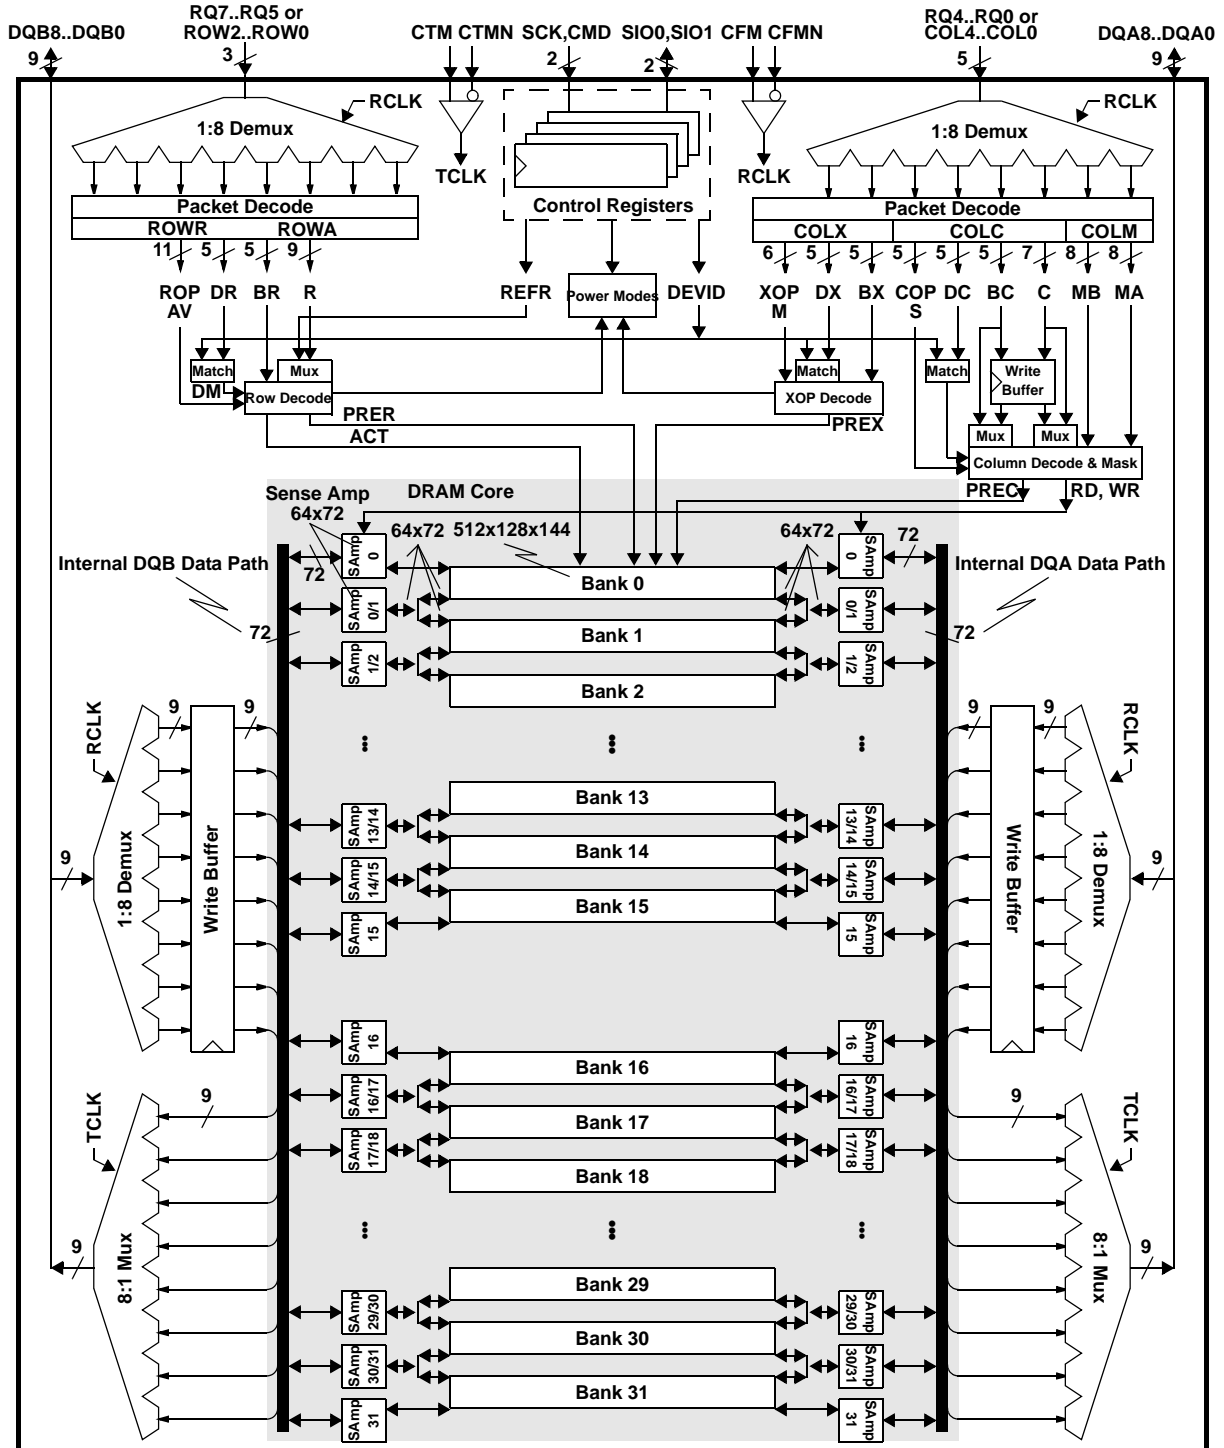 DQB8..DQB0
RQ7..RQ5 or
ROW2..ROW0
CTM CTMN
SCK,CMD
SIO0,SIO1
CFM CFMN
RQ4..RQ0 or
COL4..COL0
DQA8..DQA0
9
3
2
2
5
9
RCLK
1:8 Demux
TCLK
Control Registers
RCLK
RCLK
1:8 Demux
Packet Decode
ROWR
ROWA
Packet Decode
COLX
COLC
COLM
11
5
5
9
6
5
5
5
5
5
7
8
8
ROP
AV
DR
BR
R
REFR
Power Modes
DEVID
XOP
M
DX
BX
COP
S
DC
BC
C
MB
MA
Match
DM
Mux
Row Decode
Match
XOP Decode
Match
Write
Buffer
Mux
Mux
Column Decode & Mask
PRER
ACT
PREX
PREC
RD, WR
Sense Amp
64x72
DRAM Core
64x72
512x128x144
64x72
72
72
Internal DQB Data Path
Internal DQA Data Path
72
72
SAmp
0
Bank 0
SAmp
0
SAmp
0/1
Bank 1
SAmp
0/1
SAmp
1/2
Bank 2
SAmp
1/2
9
9
9
9
RCLK
RCLK
1:8 Demux
Write Buffer
Write Buffer
1:8 Demux
9
9
•••
•••
•••
Bank 13
SAmp
13/14
SAmp
13/14
Bank 14
SAmp
14/15
SAmp
14/15
Bank 15
SAmp
15
SAmp
15
SAmp
16
SAmp
16
Bank 16
SAmp
16/17
SAmp
16/17
Bank 17
SAmp
17/18
SAmp
17/18
Bank 18
9
9
TCLK
TCLK
8:1 Mux
8:1 Mux
9
9
•••
•••
•••
Bank 29
SAmp
29/30
SAmp
29/30
Bank 30
SAmp
30/31
SAmp
30/31
Bank 31
SAmp
31
SAmp
31